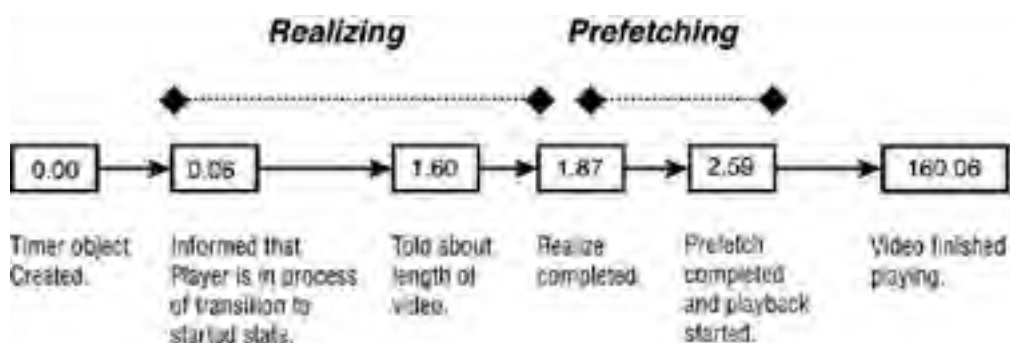 Realizing Prefetching
0.00 0.06 1.60 1.87 2.59 160.06
Timer object
Created.
Informed that
Player is in process
of transition to
started state.
Told about
length of
video.
Realize
completed.
Prefetch
completed
and playback
started.
Video finished
playing.